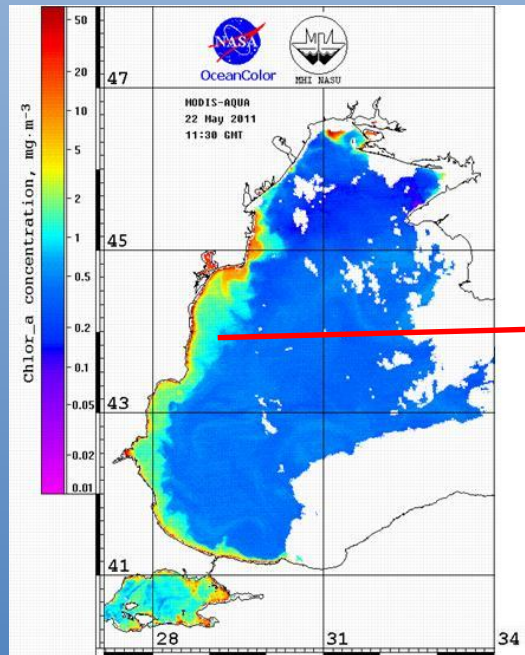 NASA
OceanColor
MHI NASU
MODIS-AQUA
22 May 2011
11:30 GMT
Chlor_a concentration, mg·m-3
50
20
10
5
2
1
0.5
0.2
0.1
0.05
0.02
0.01
47
45
43
41
28
31
34